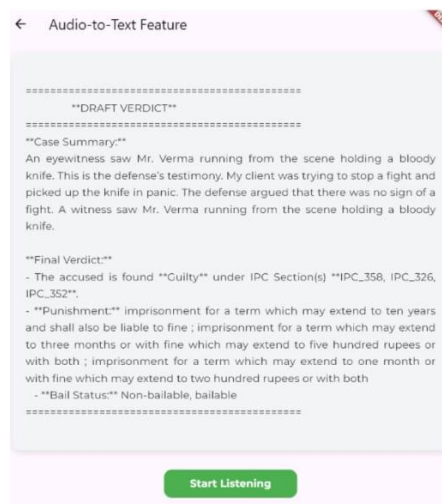 ← Audio-to-Text Feature
============================================
**DRAFT VERDICT**
============================================
**Case Summary:**
An eyewitness saw Mr. Verma running from the scene holding a bloody
knife. This is the defense's testimony. My client was trying to stop a fight and
picked up the knife in panic. The defense argued that there was no sign of a
fight. A witness saw Mr. Verma running from the scene holding a bloody
knife.
**Final Verdict:**
- The accused is found **Guilty** under IPC Section(s) **IPC_358, IPC_326,
IPC_352**.
- **Punishment:** imprisonment for a term which may extend to ten years
and shall also be liable to fine ; imprisonment for a term which may extend
to three months or with fine which may extend to five hundred rupees or
with both ; imprisonment for a term which may extend to one month or
with fine which may extend to two hundred rupees or with both
- **Bail Status:** Non-bailable, bailable
============================================
Start Listening